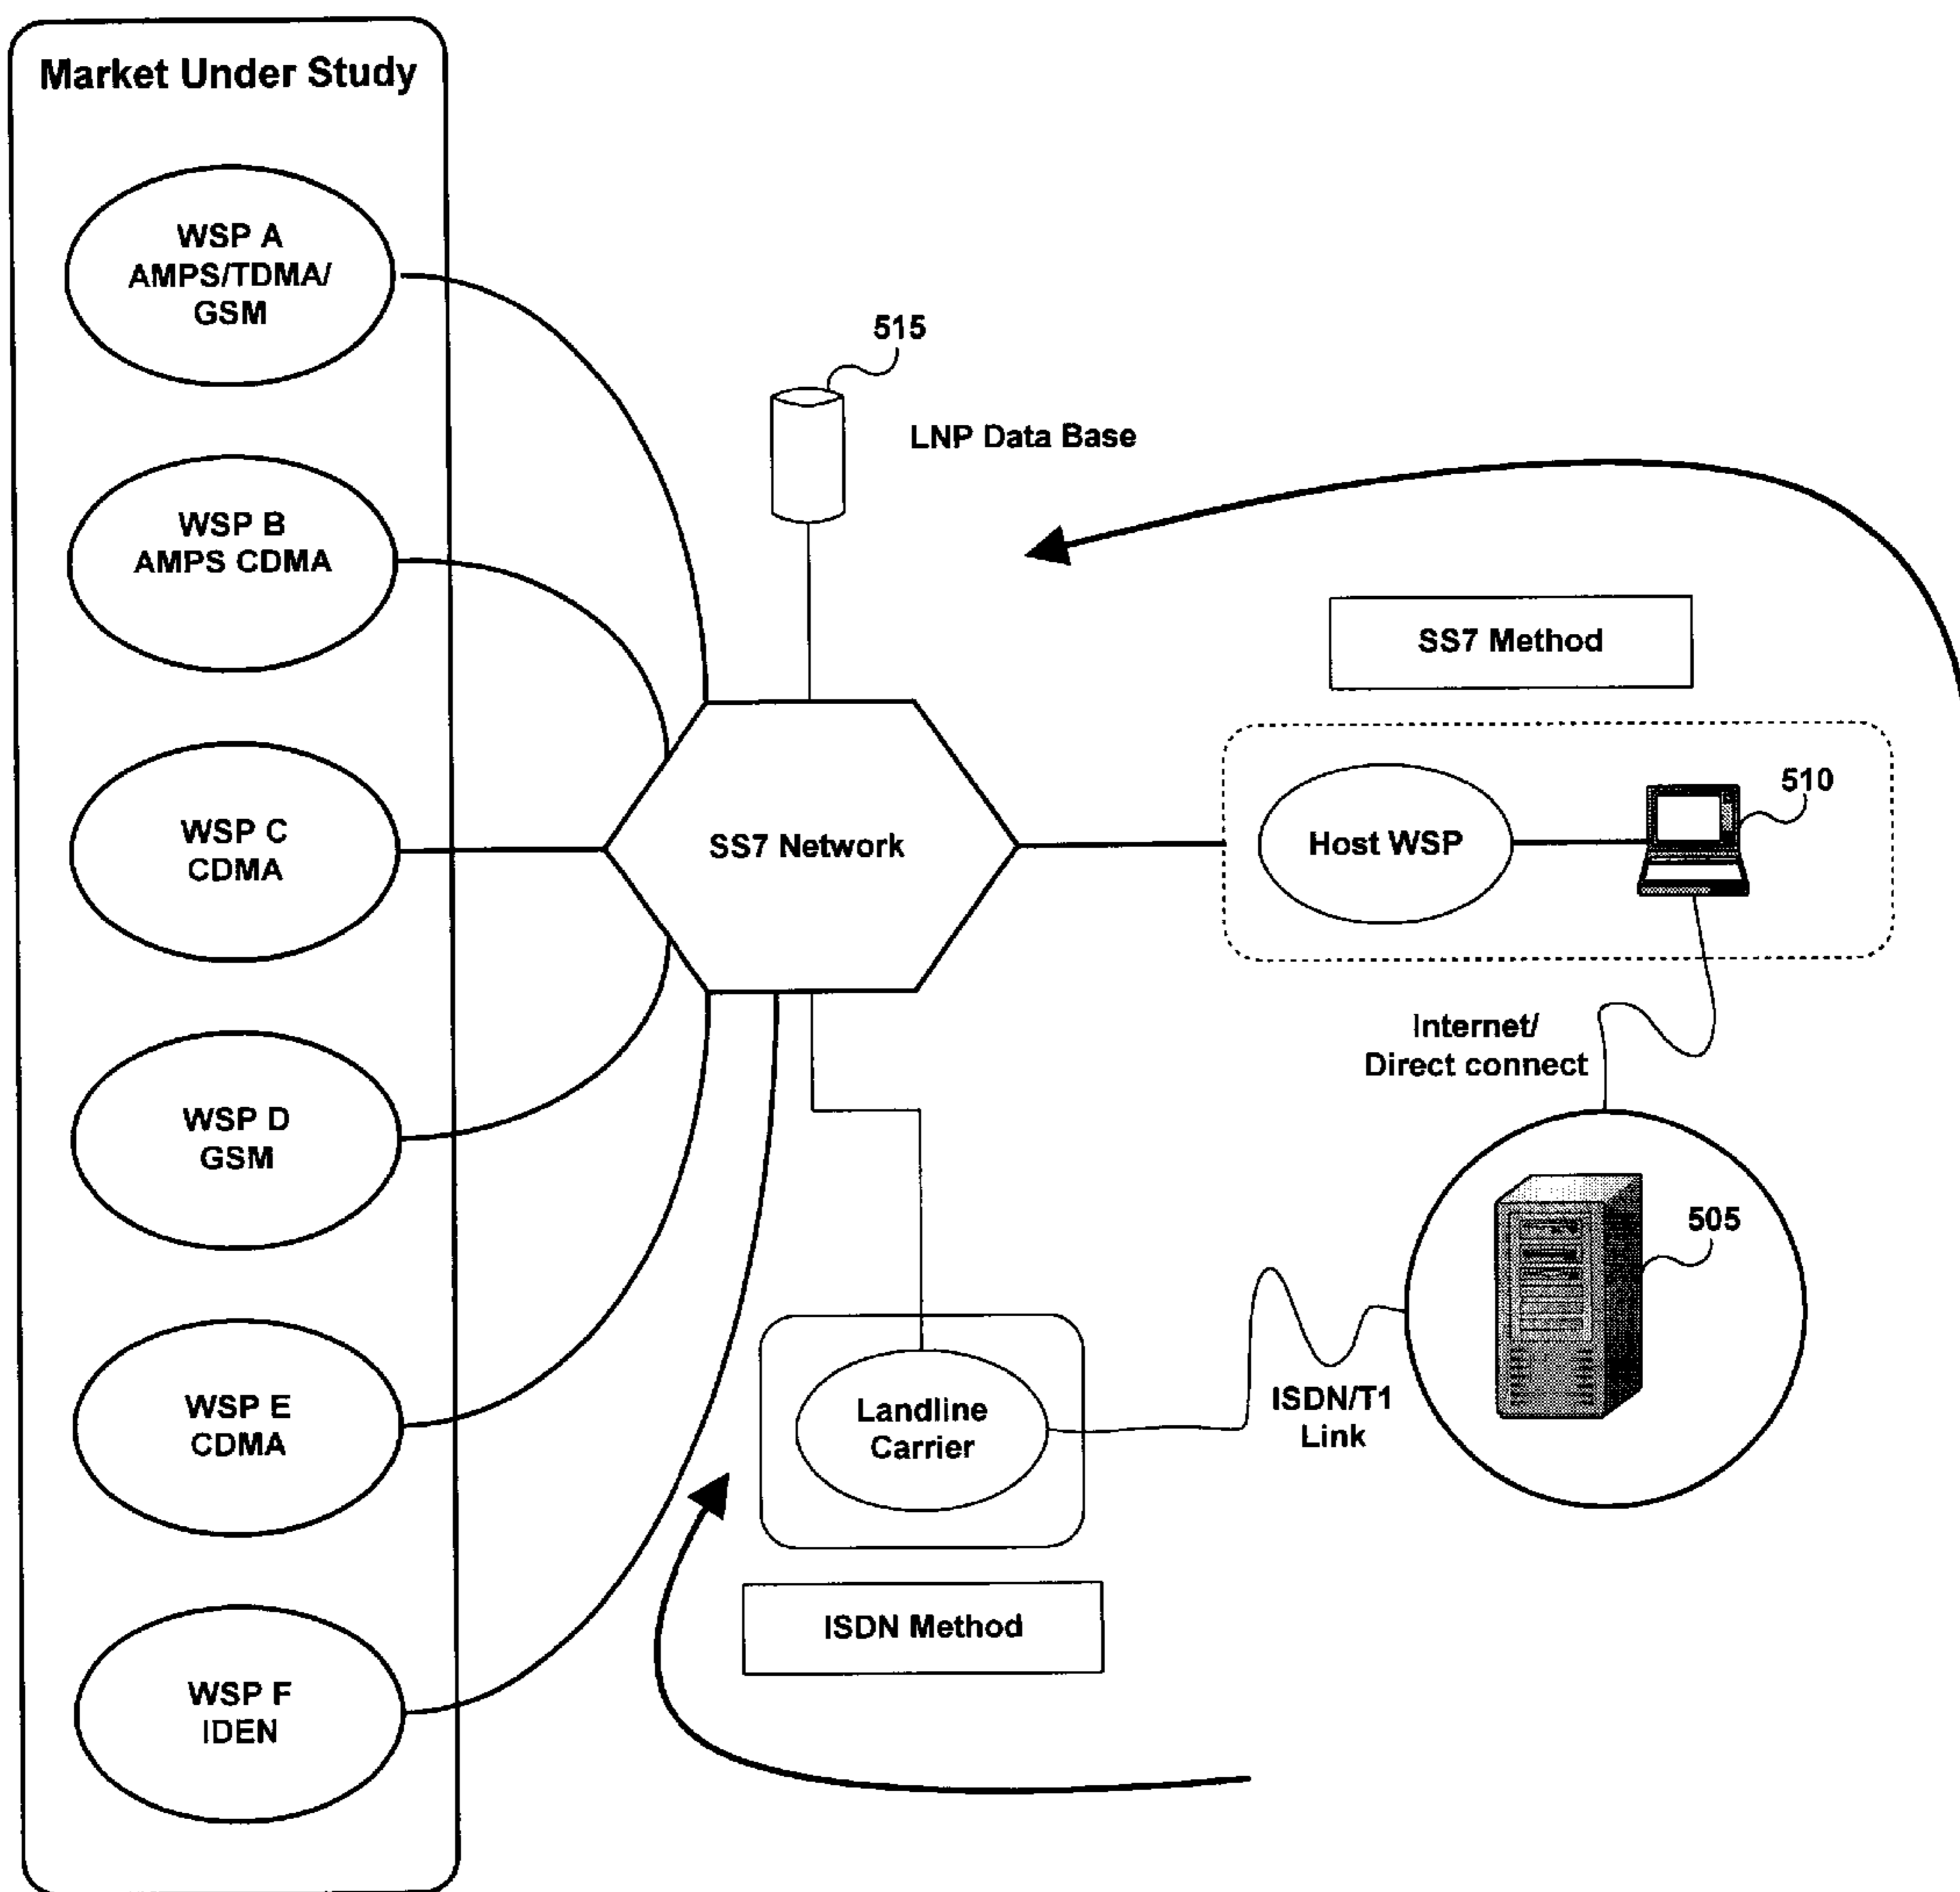 Market Under Study
WSP A
AMPS/TDMA/
GSM
WSP B
AMPS CDMA
WSP C
CDMA
WSP D
GSM
WSP E
CDMA
WSP F
IDEN
515
LNP Data Base
SS7 Method
SS7 Network
Host WSP
510
Internet/
Direct connect
505
Landline
Carrier
ISDN/T1
Link
ISDN Method